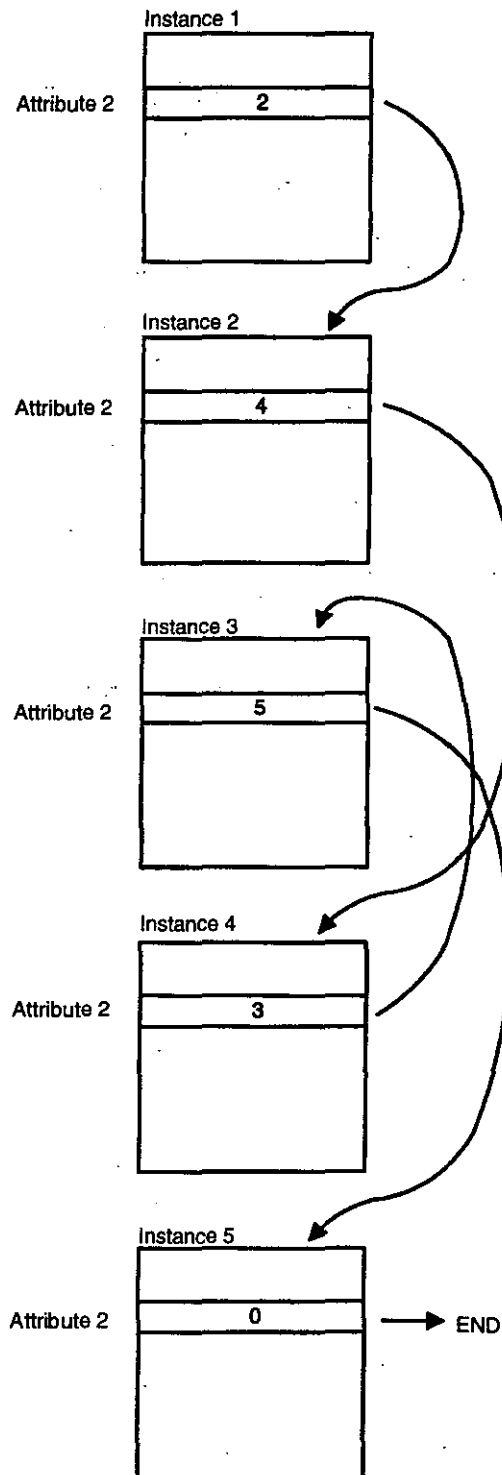 Instance 1
Attribute 2
2
Instance 2
Attribute 2
4
Instance 3
Attribute 2
5
Instance 4
Attribute 2
3
Instance 5
Attribute 2
0
END